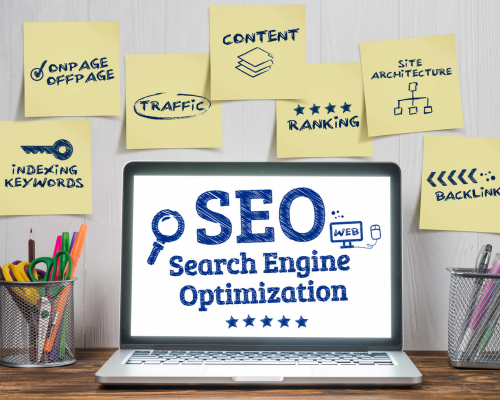 ONPAGE
OFFPAGE
TRAFFIC
CONTENT
RANKING
SITE
ARCHITECTURE
INDEXING
KEYWORDS
BACKLINK
SEO
WEB
Search Engine
Optimization